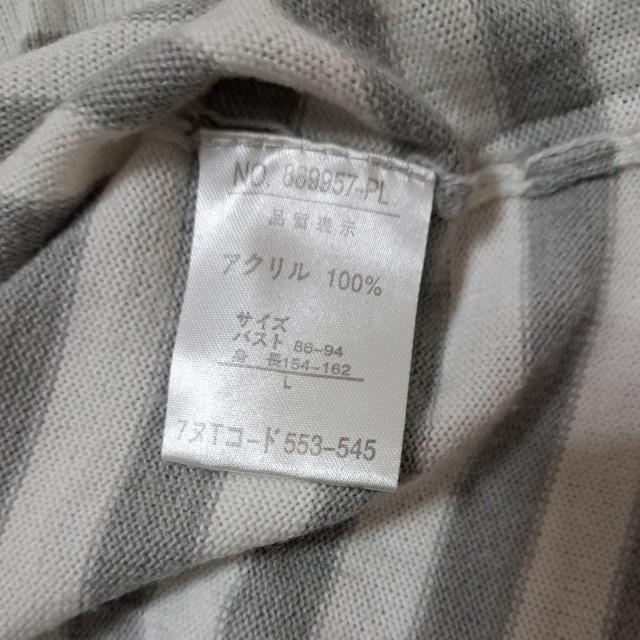 NO. 869957-PL
品質表示
アクリル 100%
サイズ
バスト 86-94
身 長154-162
L
7ヌTコード553-545